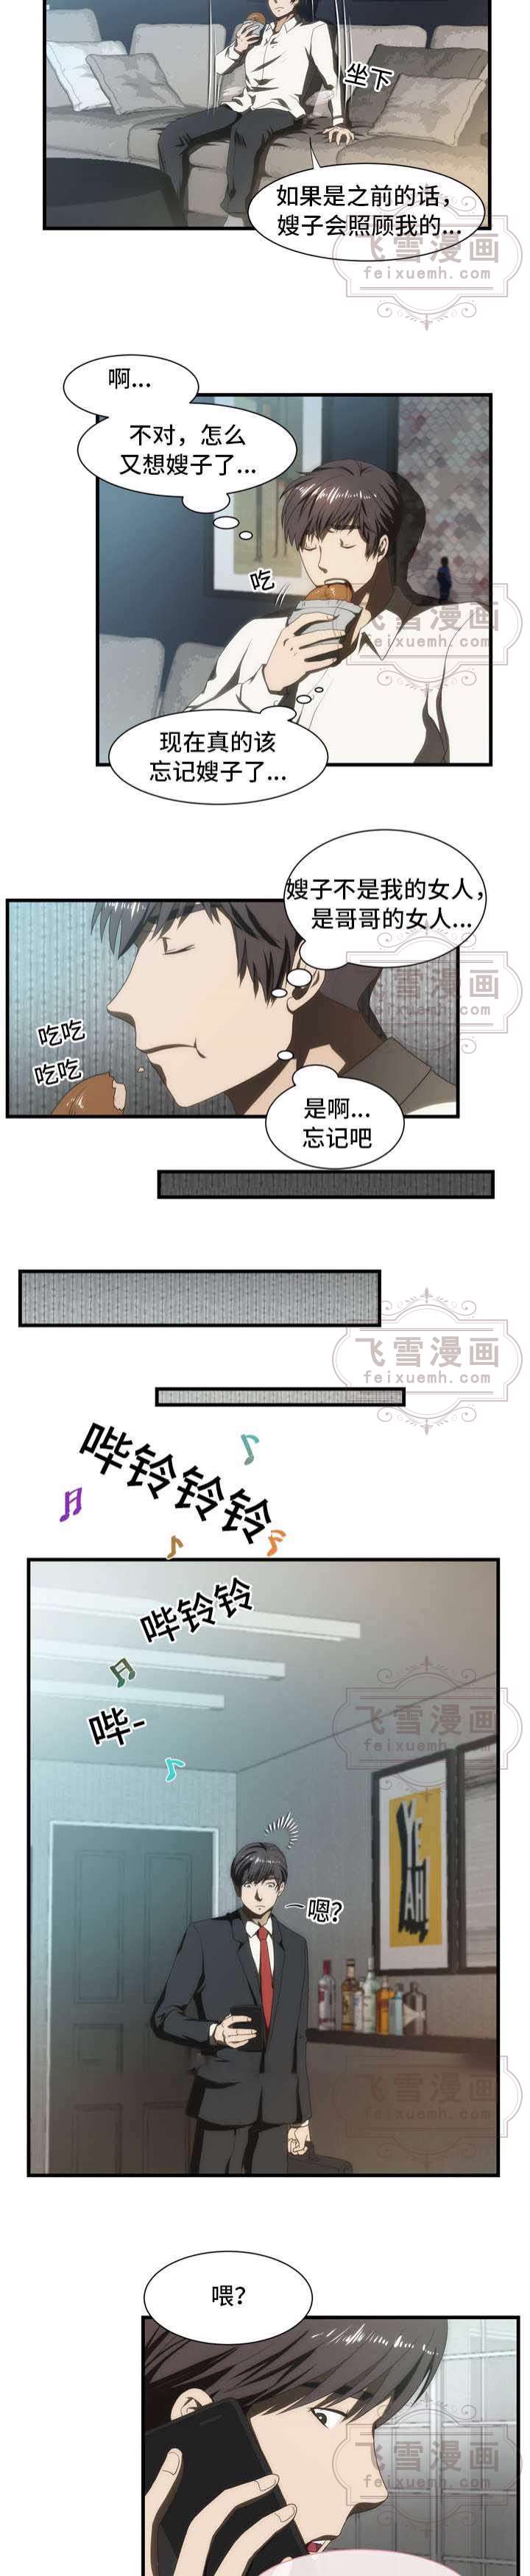 坐下
如果是之前的话，
嫂子会照顾我的...
飞雪漫画
feixuemh.com
啊...
不对，怎么
又想嫂子了...
吃
飞雪漫画
feixuemh.com
现在真的该
忘记嫂子了...
嫂子不是我的女人，
是哥哥的女人...
飞雪漫画
feixuemh.com
吃吃
吃吃
是啊...
忘记吧
飞雪漫画
feixuemh.com
哔铃铃铃
哔铃铃
哔-
飞雪漫画
feixuemh.com
YE
AH!
嗯？
飞雪漫画
feixuemh.com
喂？
飞雪漫画
feixuemh.com